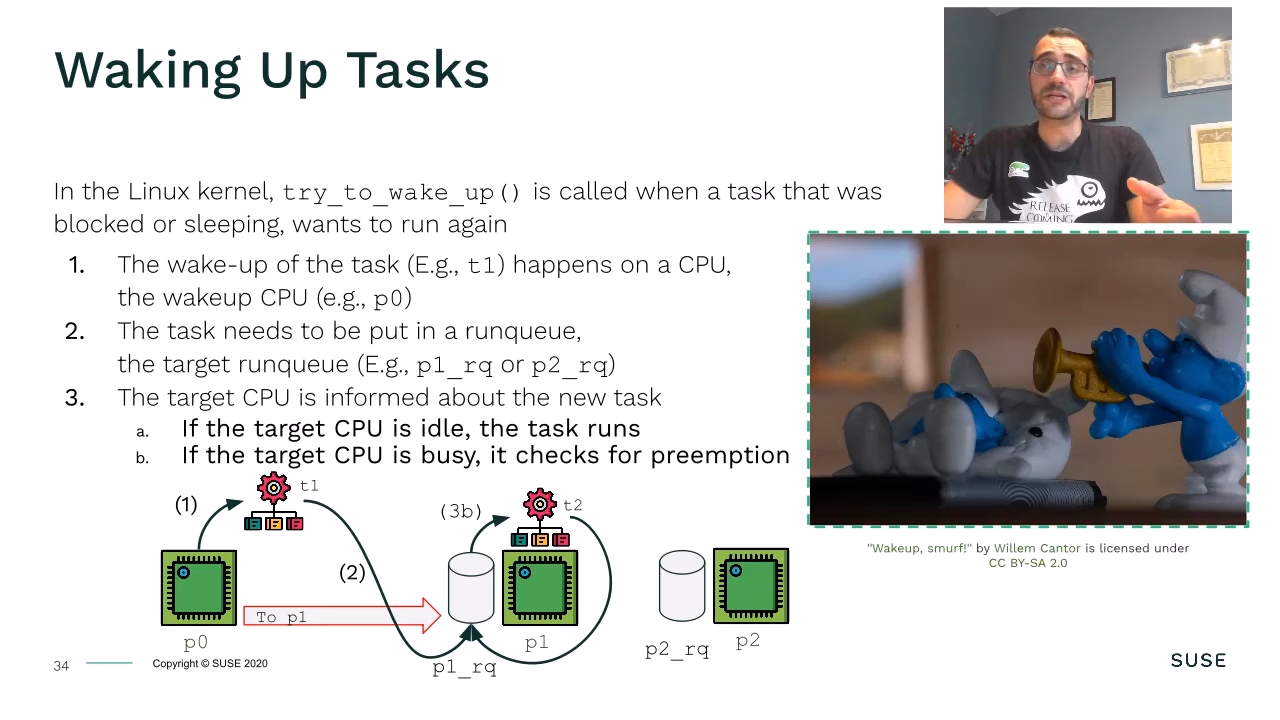 Waking Up Tasks
In the Linux kernel, try_to_wake_up() is called when a task that was
blocked or sleeping, wants to run again
1. The wake-up of the task (E.g., t1) happens on a CPU,
the wakeup CPU (e.g., p0)
2. The task needs to be put in a runqueue,
the target runqueue (E.g., p1_rq or p2_rq)
3. The target CPU is informed about the new task
a. If the target CPU is idle, the task runs
b. If the target CPU is busy, it checks for preemption
(1)
t1
(2)
To p1
p0
(3b)
t2
p1_rq
p1
p2_rq
p2
RELEASE
COMING
"Wakeup, smurf!" by Willem Cantor is licensed under
CC BY-SA 2.0
34
Copyright © SUSE 2020
SUSE